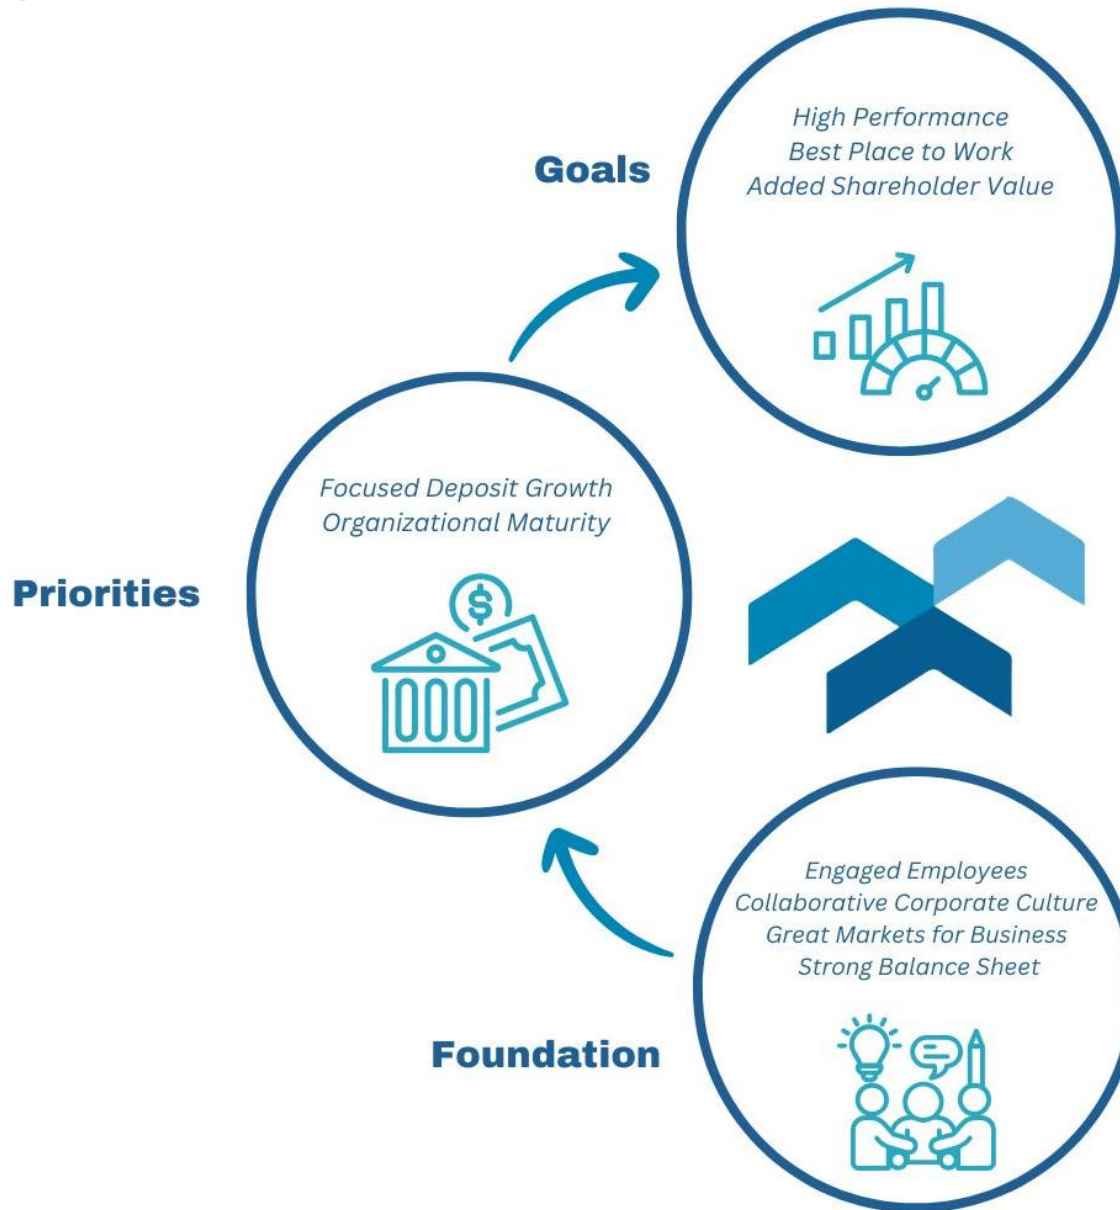 Goals
High Performance
Best Place to Work
Added Shareholder Value
Priorities
Focused Deposit Growth
Organizational Maturity
$
Foundation
Engaged Employees
Collaborative Corporate Culture
Great Markets for Business
Strong Balance Sheet